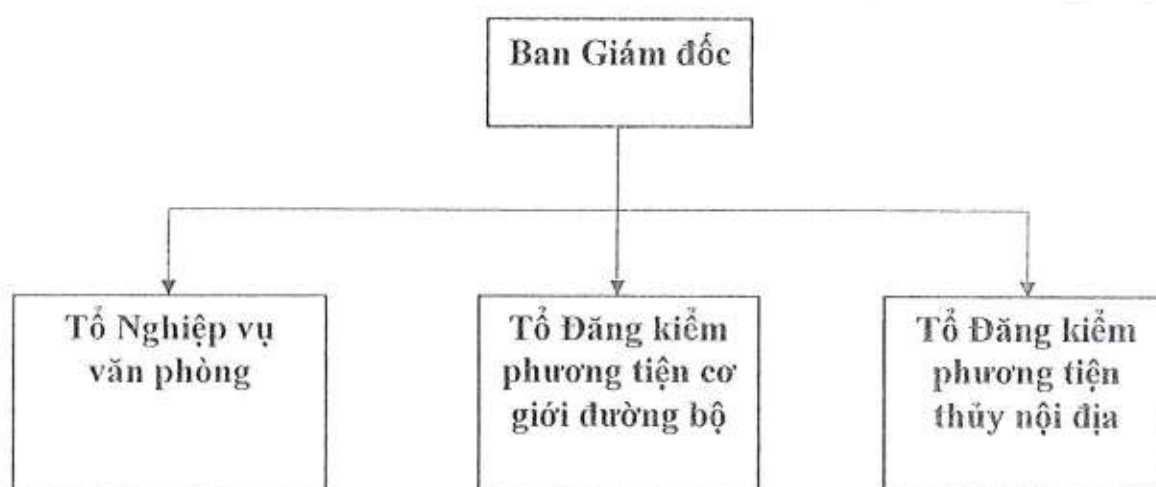 Ban Giám đốc
Tổ Nghiệp vụ
văn phòng
Tổ Đăng kiểm
phương tiện cơ
giới đường bộ
Tổ Đăng kiểm
phương tiện
thủy nội địa